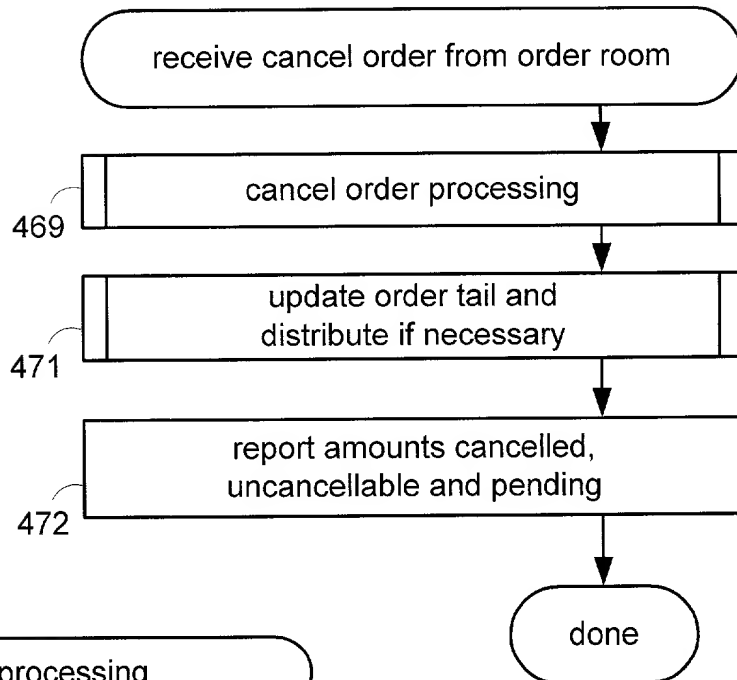 receive cancel order from order room
cancel order processing
469
update order tail and
distribute if necessary
471
report amounts cancelled,
uncancellable and pending
472
done
processing